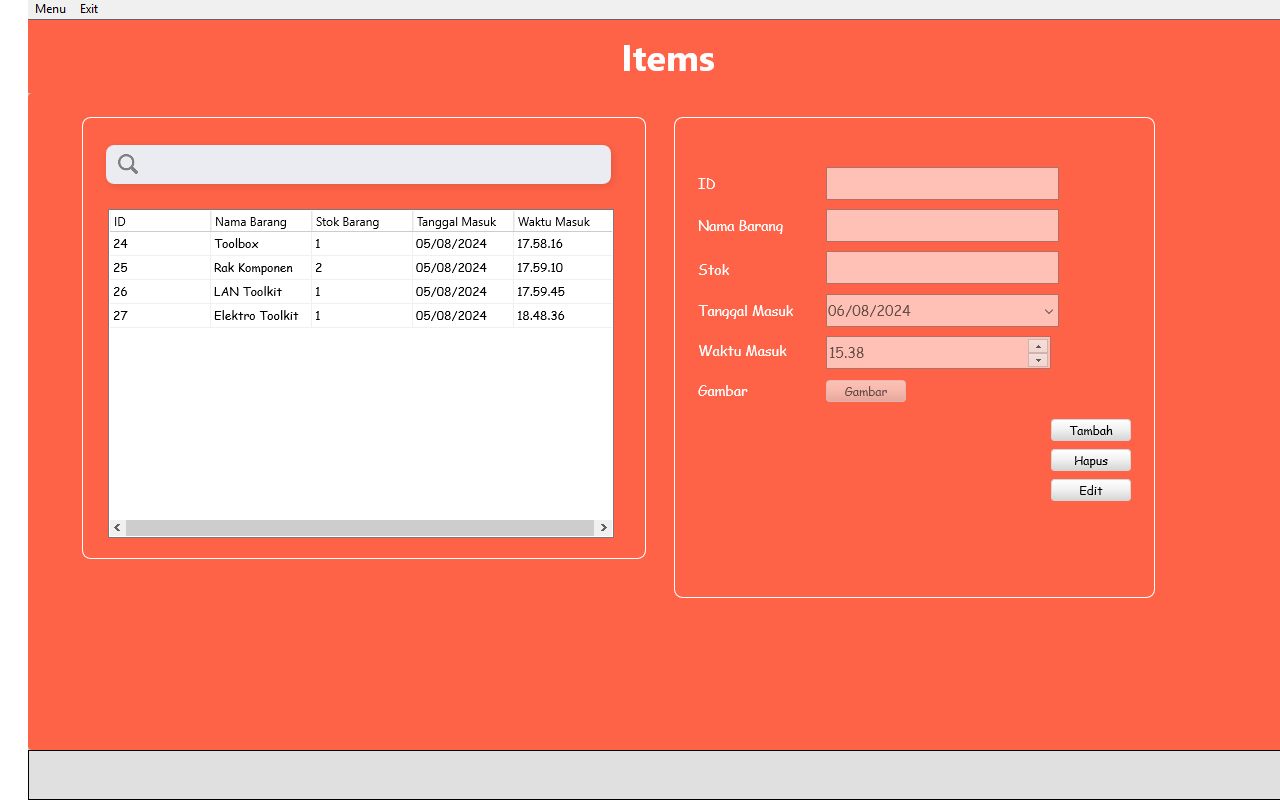 Menu Exit
Items
ID Nama Barang Stok Barang Tanggal Masuk Waktu Masuk
24 Toolbox 1 05/08/2024 17.58.16
25 Rak Komponen 2 05/08/2024 17.59.10
26 LAN Toolkit 1 05/08/2024 17.59.45
27 Elektro Toolkit 1 05/08/2024 18.48.36
ID
Nama Barang
Stok
Tanggal Masuk 06/08/2024
Waktu Masuk 15.38
Gambar Gambar
Tambah
Hapus
Edit